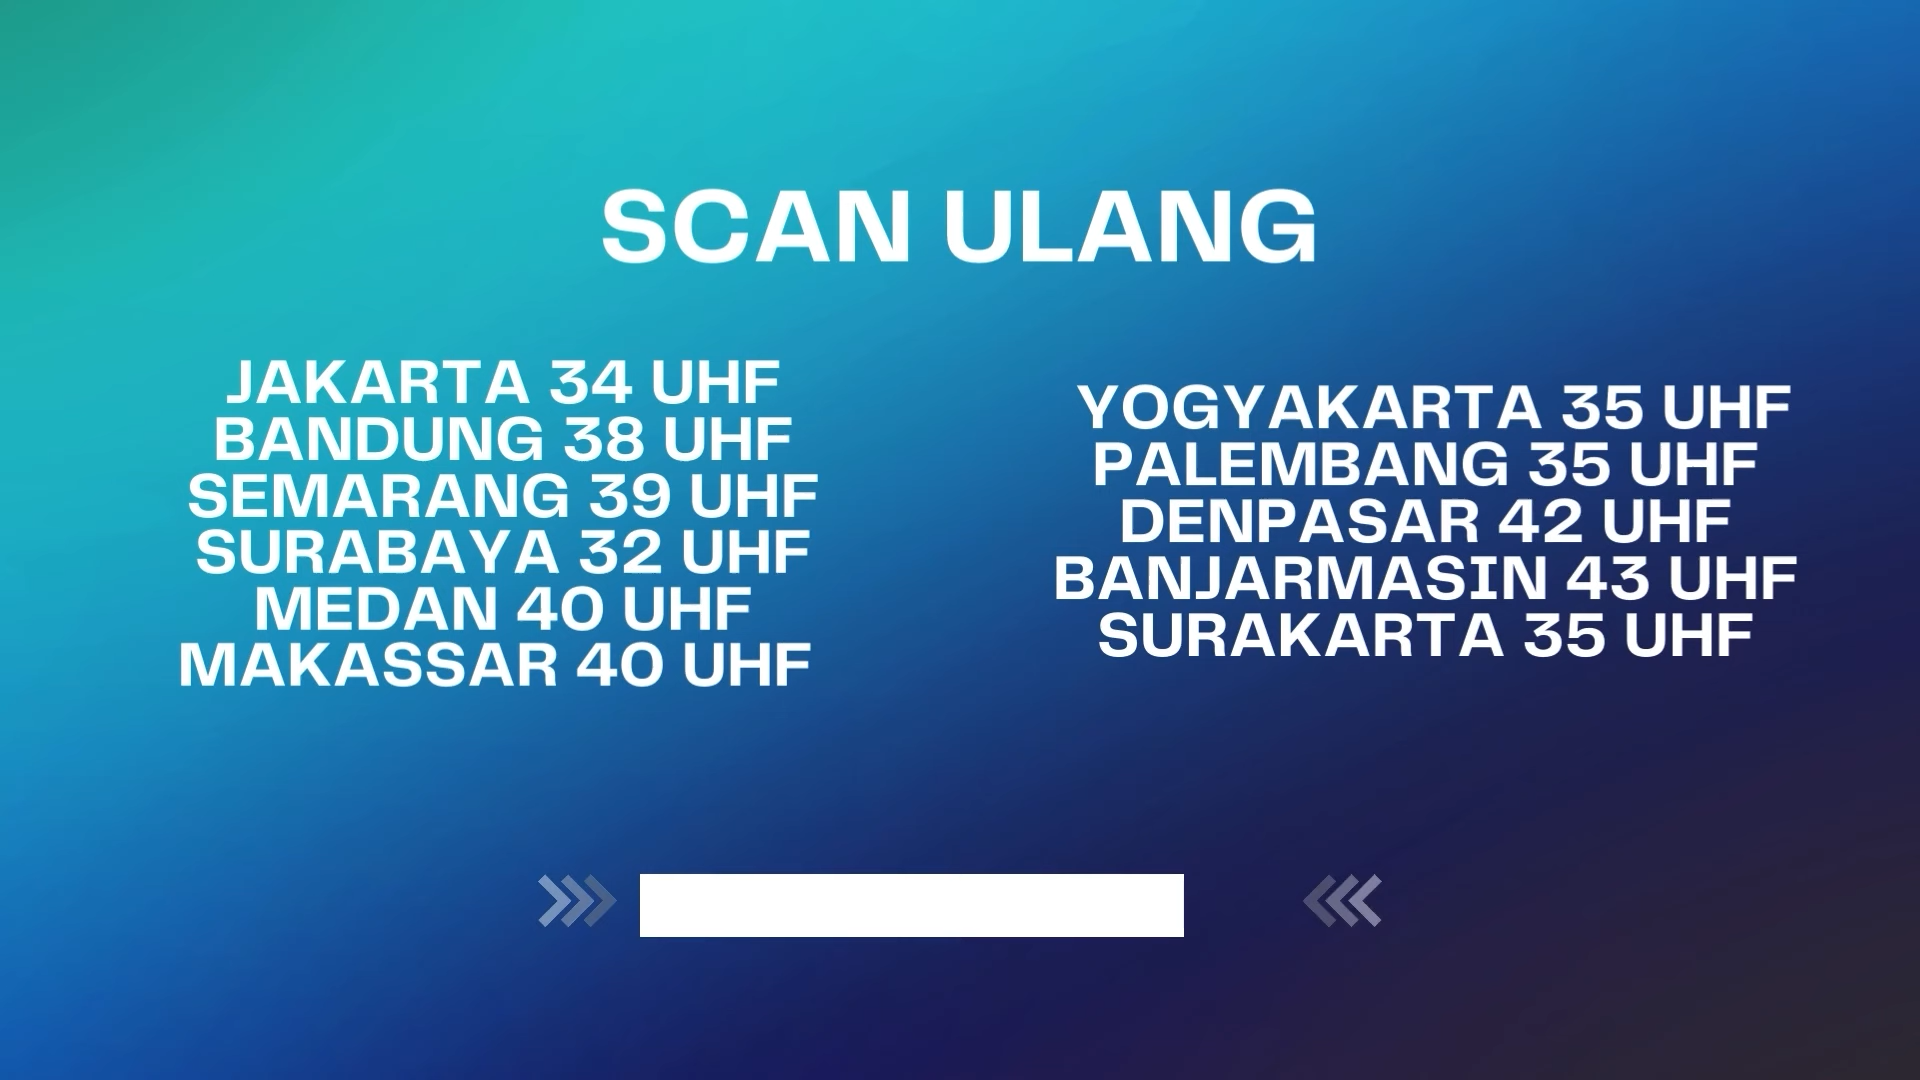 SCAN ULANG
JAKARTA 34 UHF
BANDUNG 38 UHF
SEMARANG 39 UHF
SURABAYA 32 UHF
MEDAN 40 UHF
MAKASSAR 40 UHF
YOGYAKARTA 35 UHF
PALEMBANG 35 UHF
DENPASAR 42 UHF
BANJARMASIN 43 UHF
SURAKARTA 35 UHF